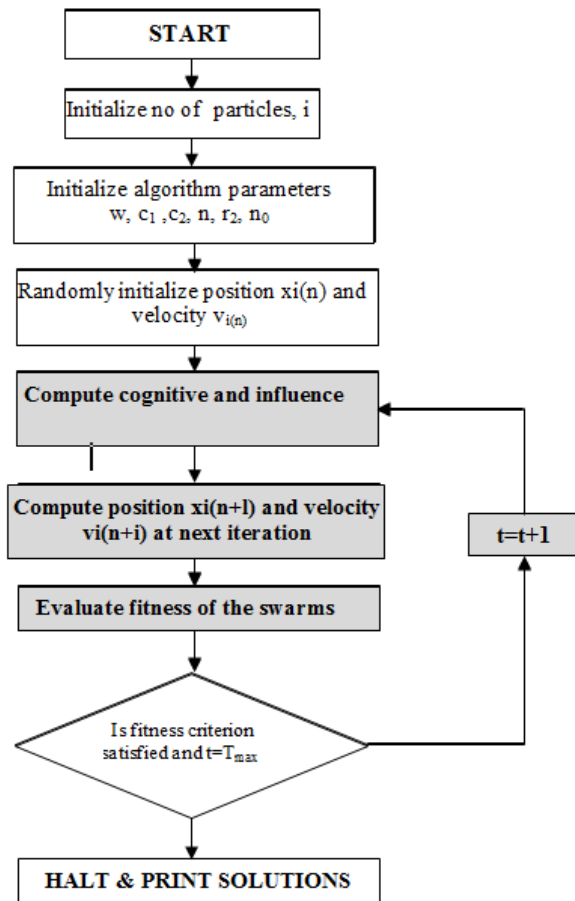 START
Initialize no of particles, i
Initialize algorithm parameters
w, c₁ ,c₂, n, r₂, n₀
Randomly initialize position xi(n) and
velocity vᵢ₍ₙ₎
Compute cognitive and influence
Compute position xi(n+l) and velocity
vi(n+i) at next iteration
t=t+1
Evaluate fitness of the swarms
Is fitness criterion
satisfied and t=Tₘₐₓ
HALT & PRINT SOLUTIONS